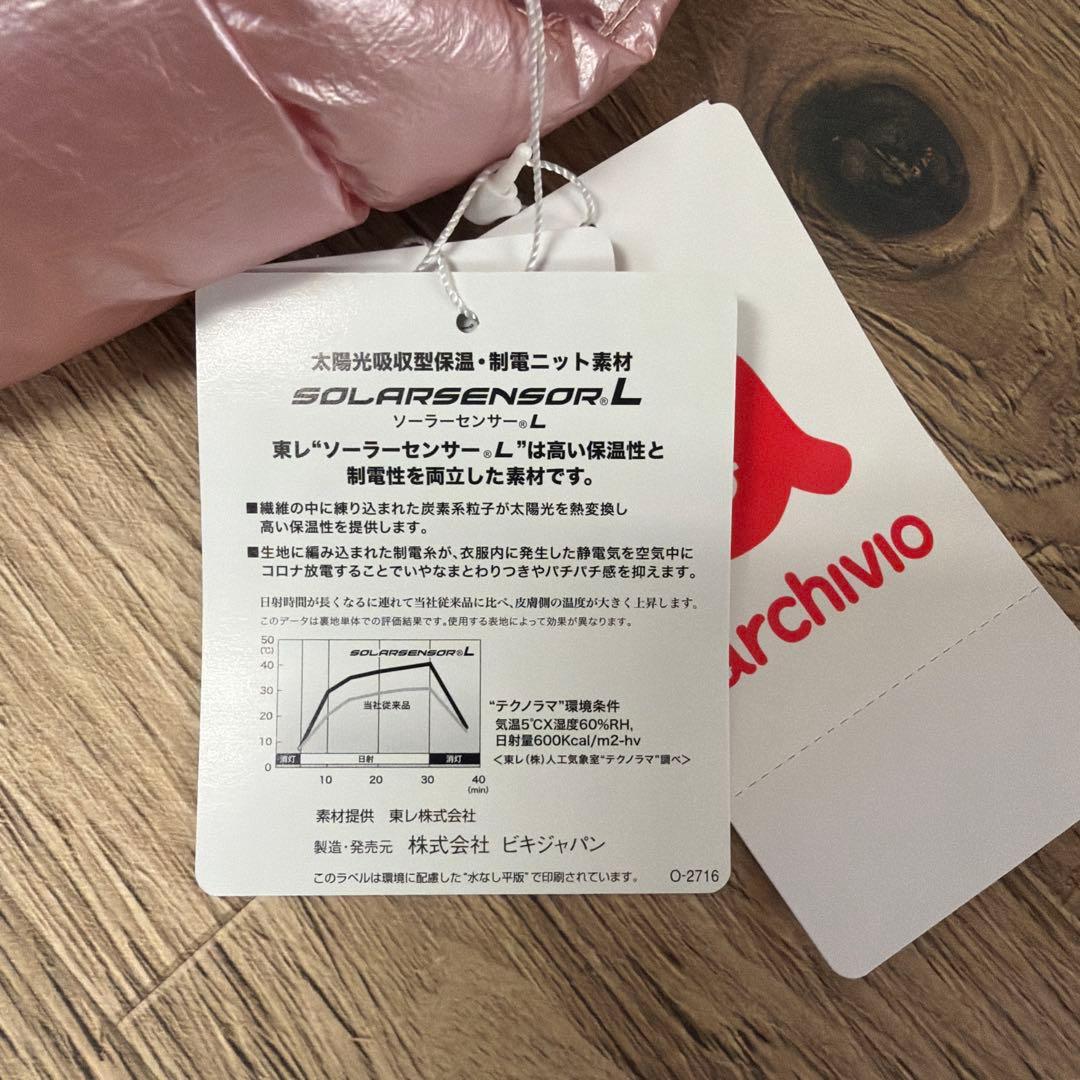 太陽光吸収型保温・制電ニット素材
SOLARSENSOR®L
ソーラーセンサー®L
東レ“ソーラーセンサー®L”は高い保温性と
制電性を両立した素材です。
■繊維の中に練り込まれた炭素系粒子が太陽光を熱変換し
高い保温性を提供します。
■生地に編み込まれた制電糸が、衣服内に発生した静電気を空気中に
コロナ放電することでいやなまとわりつきやパチパチ感を抑えます。
日射時間が長くなるに連れて当社従来品に比べ、皮膚側の温度が大きく上昇します。
このデータは裏地単体での評価結果です。使用する表地によって効果が異なります。
50
(℃)
40
30
20
10
0
SOLARSENSOR®L
当社従来品
消灯
日射
消灯
10
20
30
40
(min)
“テクノラマ”環境条件
気温5℃X湿度60%RH,
日射量600Kcal/m2-hv
＜東レ(株)人工気象室“テクノラマ”調べ＞
素材提供 東レ株式会社
製造・発売元 株式会社 ビキジャパン
このラベルは環境に配慮した“水なし平版”で印刷されています。
O-2716
archivio